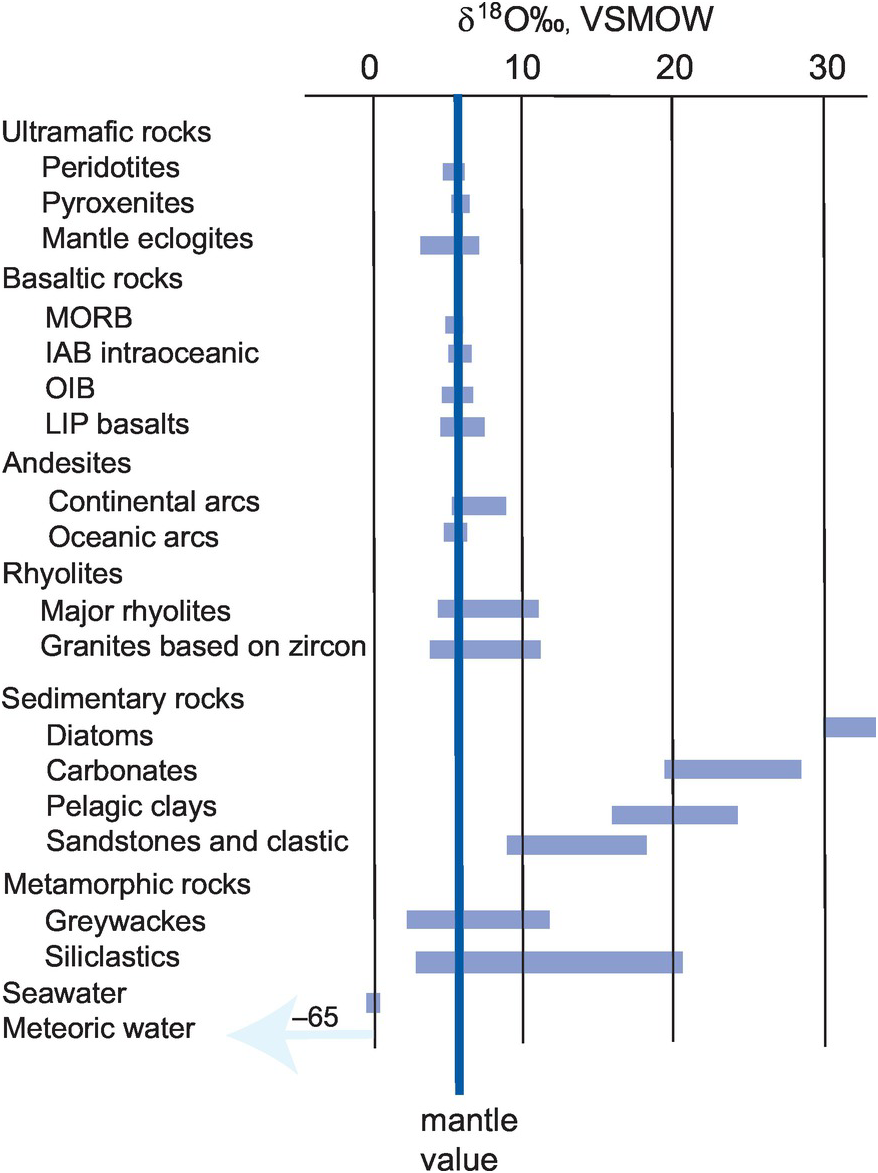 δ¹⁸O‰, VSMOW
0 10 20 30
Ultramafic rocks
Peridotites
Pyroxenites
Mantle eclogites
Basaltic rocks
MORB
IAB intraoceanic
OIB
LIP basalts
Andesites
Continental arcs
Oceanic arcs
Rhyolites
Major rhyolites
Granites based on zircon
Sedimentary rocks
Diatoms
Carbonates
Pelagic clays
Sandstones and clastic
Metamorphic rocks
Greywackes
Siliclastics
Seawater
Meteoric water –65
mantle
value